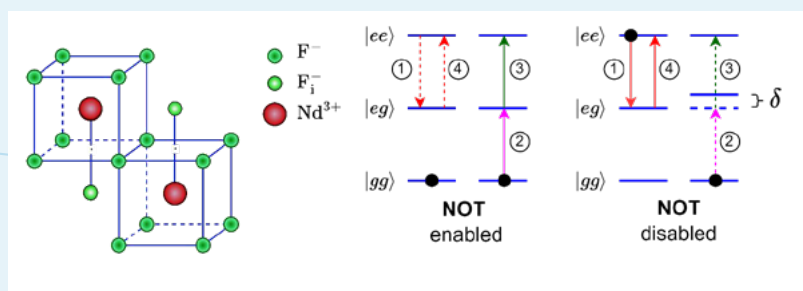 F⁻
Fᵢ⁻
Nd³⁺
|ee⟩
|eg⟩
|gg⟩
① ④ ③
②
NOT
enabled
|ee⟩
|eg⟩
|gg⟩
① ④ ③
δ
②
NOT
disabled